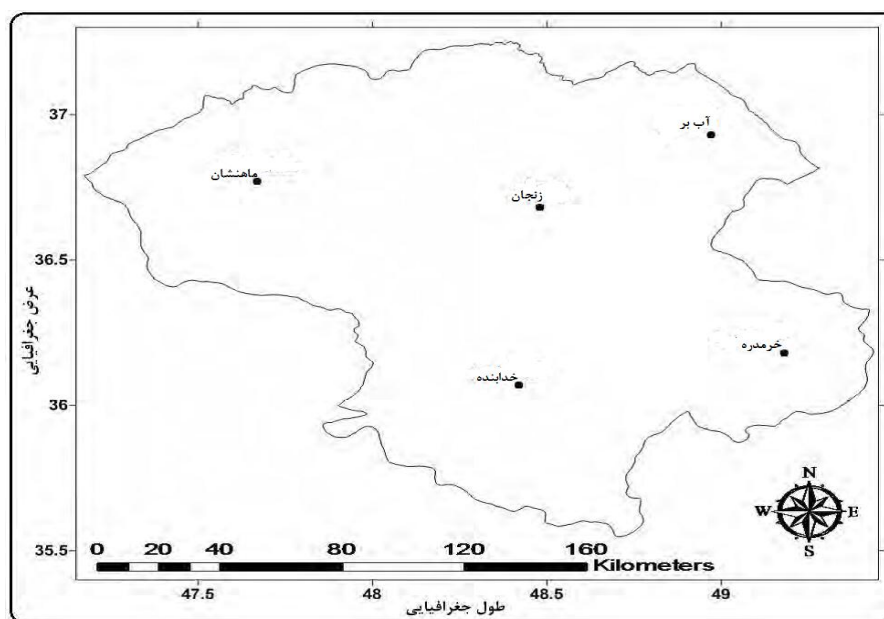 37
36.5
36
35.5
عرض جغرافیایی
آب بر
ماهنشان
زنجان
خرمدره
خدابنده
N
W E
S
0 20 40 80 120 160
Kilometers
47.5 48 48.5 49
طول جغرافیایی